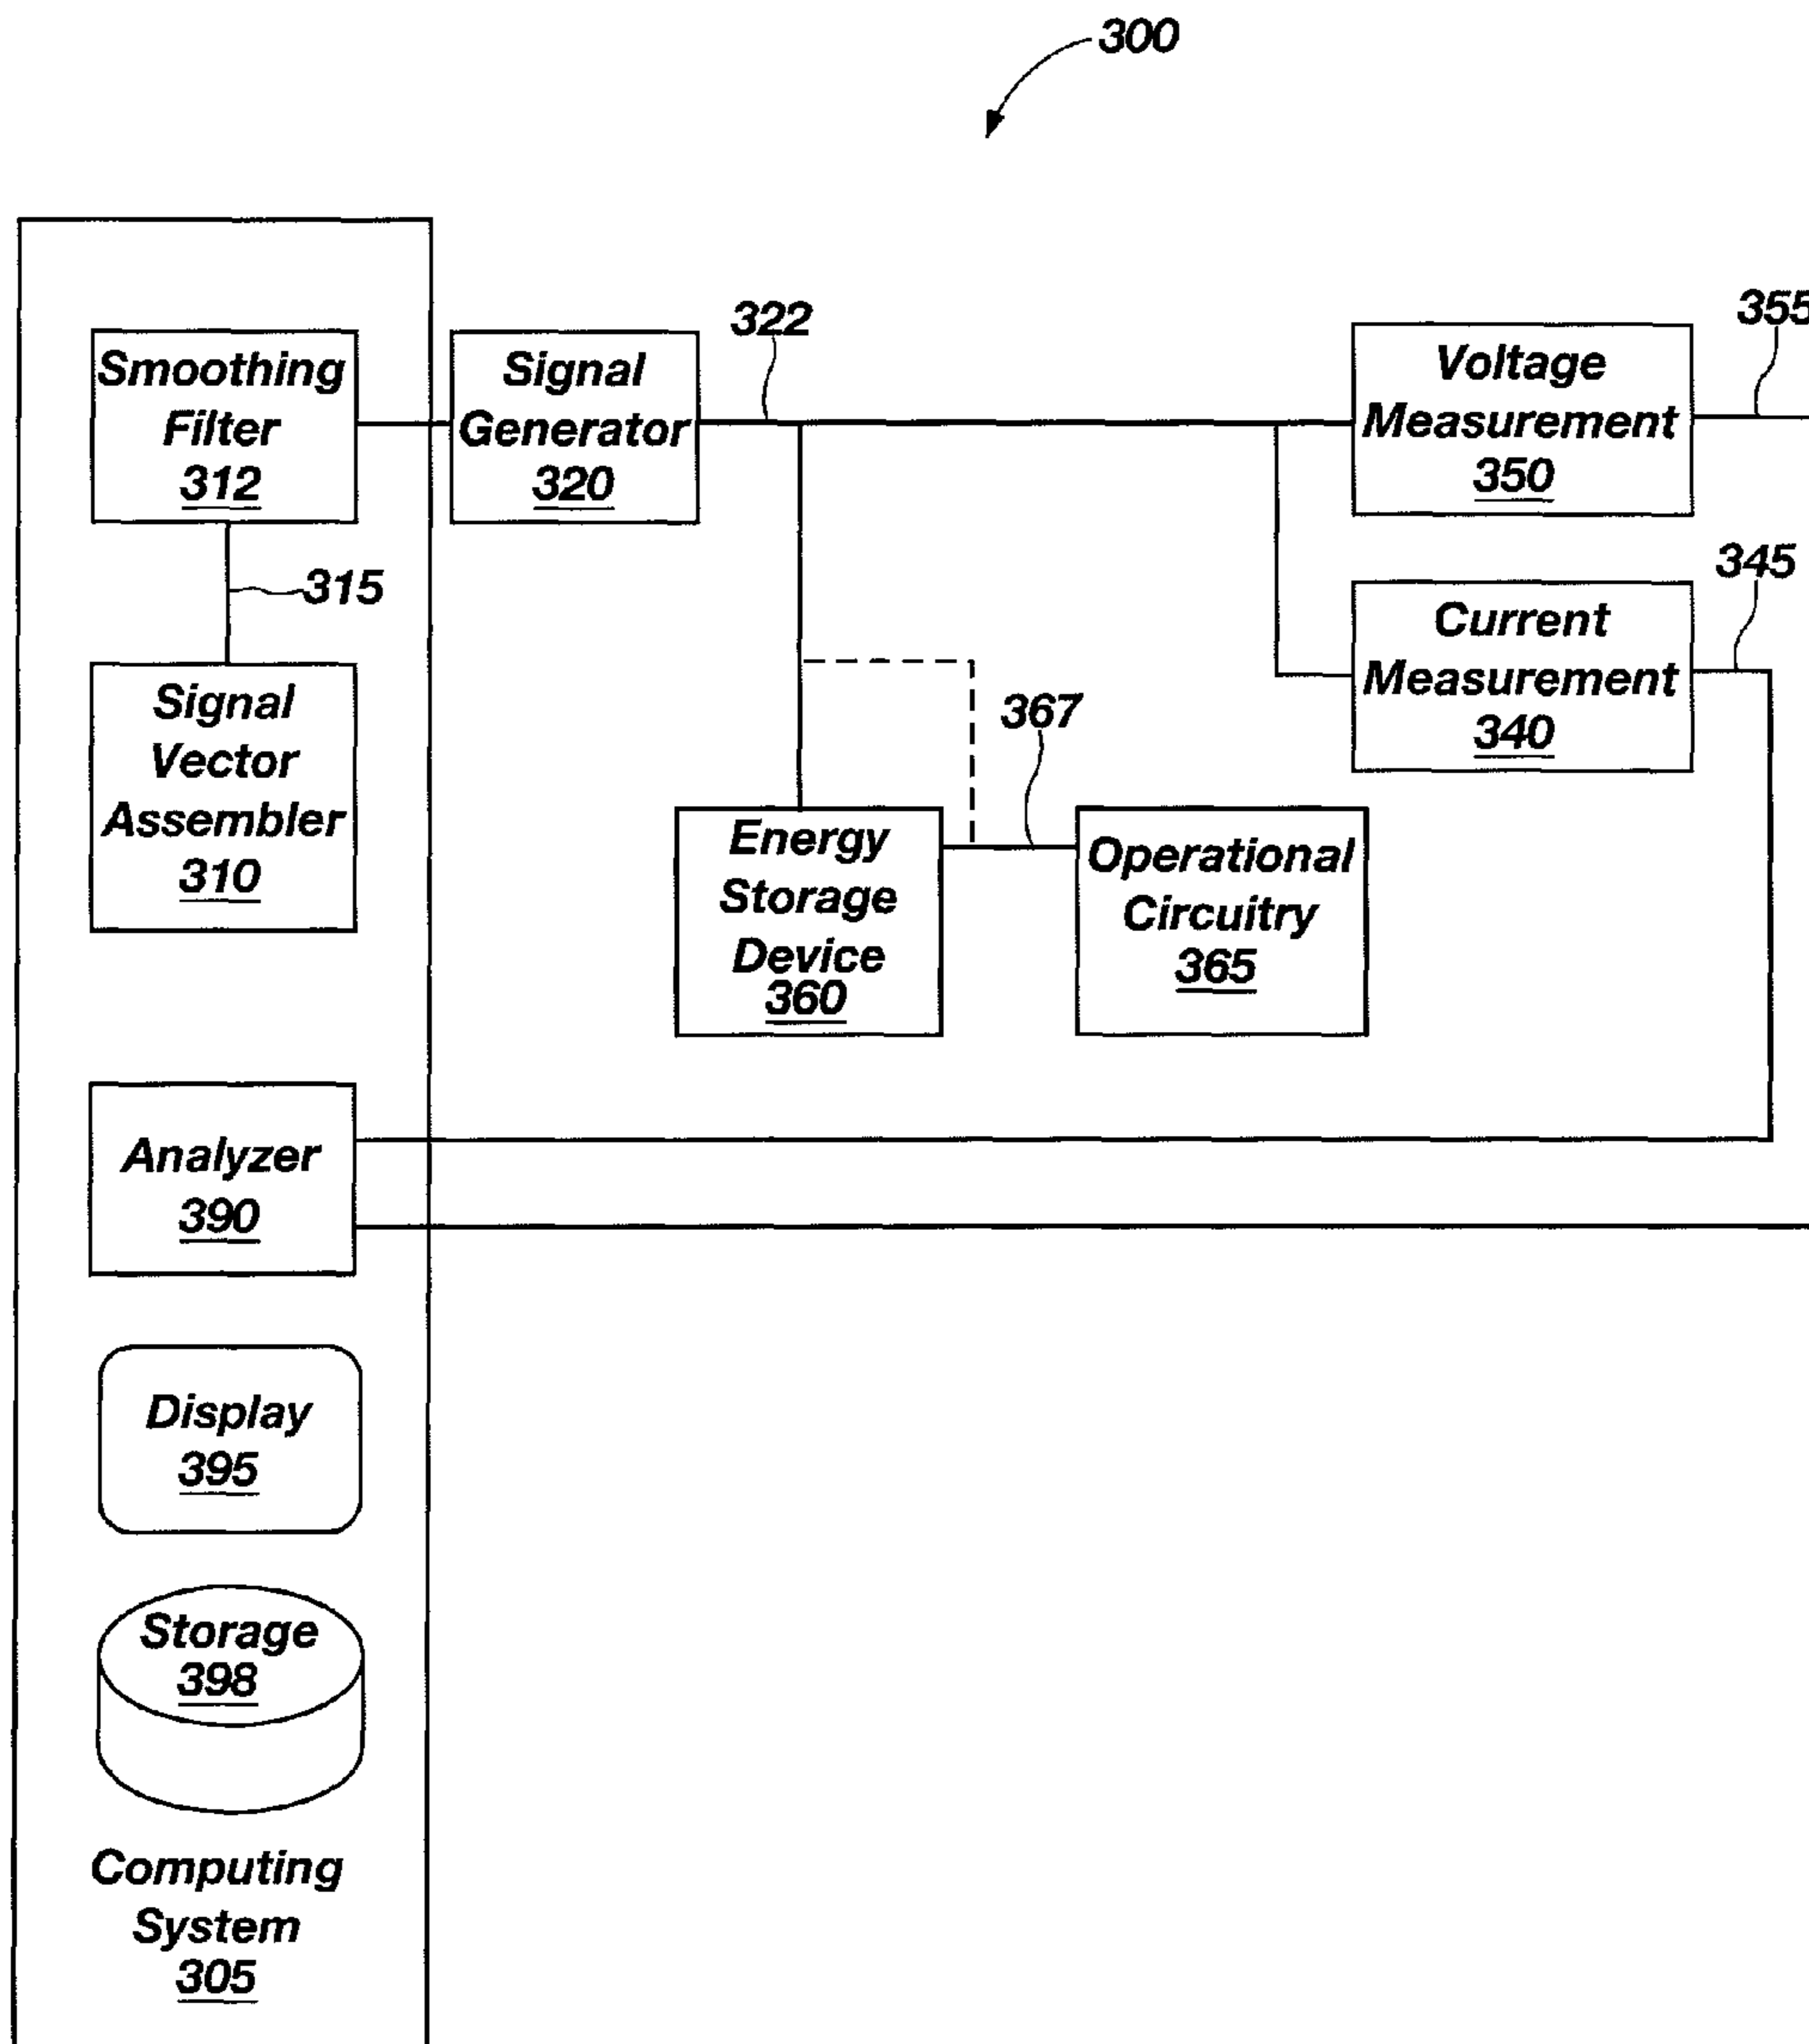 300
Smoothing
Filter
312
Signal
Generator
320
322
Voltage
Measurement
350
355
315
Signal
Vector
Assembler
310
Current
Measurement
340
345
367
Energy
Storage
Device
360
Operational
Circuitry
365
Analyzer
390
Display
395
Storage
398
Computing
System
305